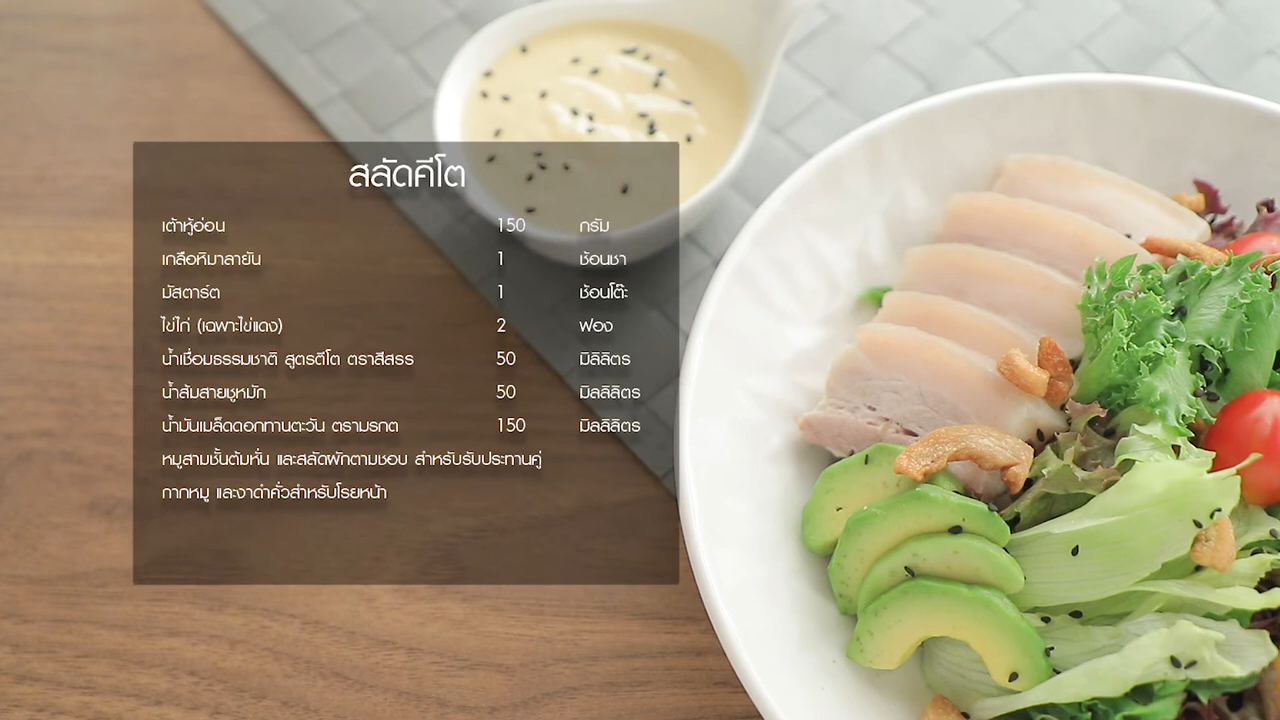 สลัดคีโต
เต้าหู้อ่อน 150 กรัม
เกลือหิมาลายัน 1 ช้อนชา
มัสตาร์ต 1 ช้อนโต๊ะ
ไข่ไก่ (เฉพาะไข่แดง) 2 ฟอง
น้ำเชื่อมธรรมชาติ สูตรตีโต ตราสีสรร 50 มิลิลิตร
น้ำส้มสายชูหมัก 50 มิลลิลิตร
น้ำมันเมล็ดดอกทานตะวัน ตรามรกต 150 มิลลิลิตร
หมูสามชั้นต้มหั่น และสลัดผักตามชอบ สำหรับรับประทานคู่
กากหมู และงาดำคั่วสำหรับโรยหน้า